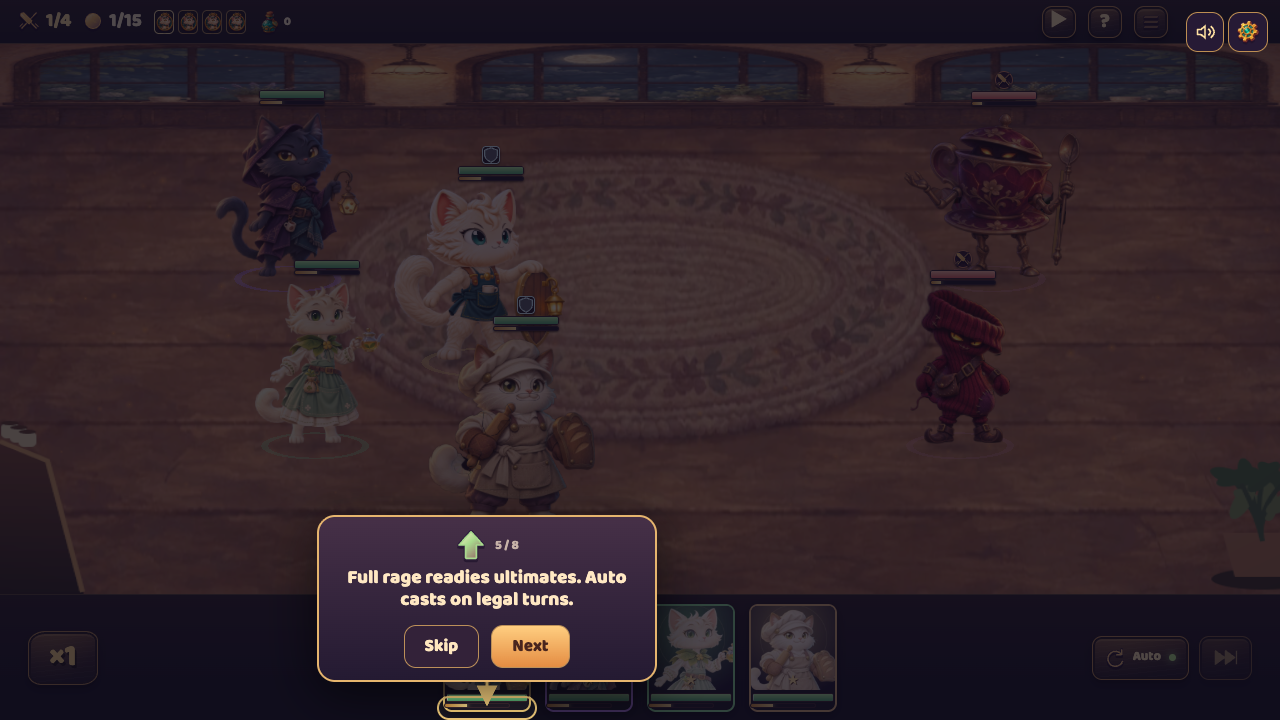 1/4
1/15
0
?
5/8
Full rage readies ultimates. Auto
casts on legal turns.
Skip
Next
×1
Auto